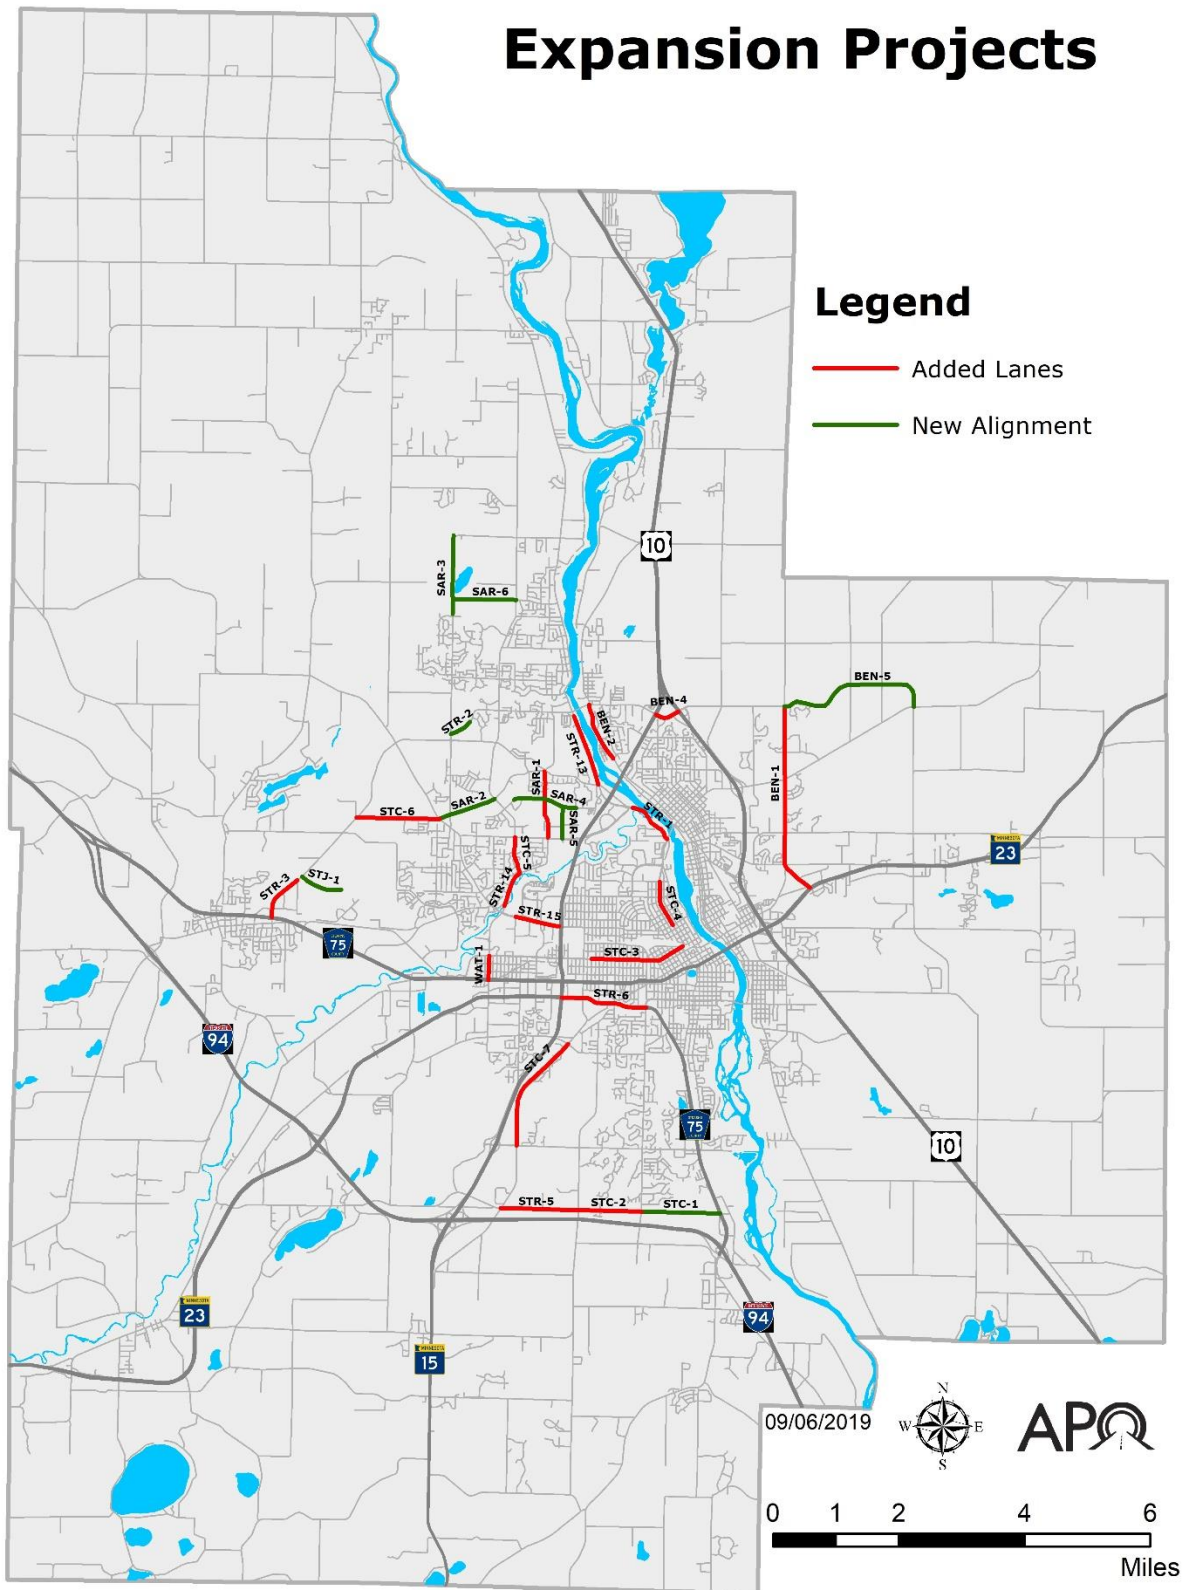 Expansion Projects
Legend
Added Lanes
New Alignment
10
SAR-3
SAR-6
BEN-5
BEN-4
BEN-2
STR-2
STR-13
SAR-1
BEN-1
SAR-2
SAR-4
STC-6
STR-1
SAR-5
23
STC-5
STR-3
STJ-1
STR-14
STC-4
STR-15
75
STC-3
WAT-1
STR-6
94
STC-7
75
10
STR-5
STC-2
STC-1
23
94
15
N
W
E
S
09/06/2019
APO
0 1 2 4 6
Miles